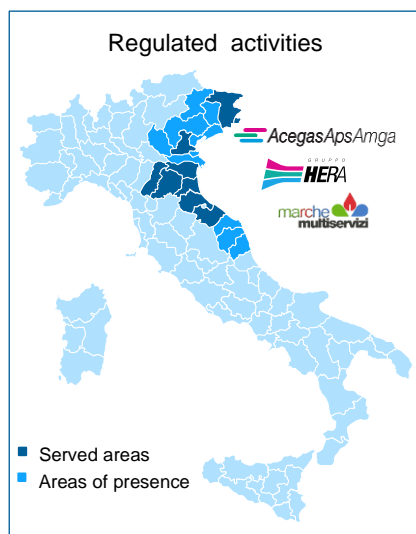 Regulated activities
AcegasApsAmga
GRUPPO
HERA
marche
multiservizi
Served areas
Areas of presence